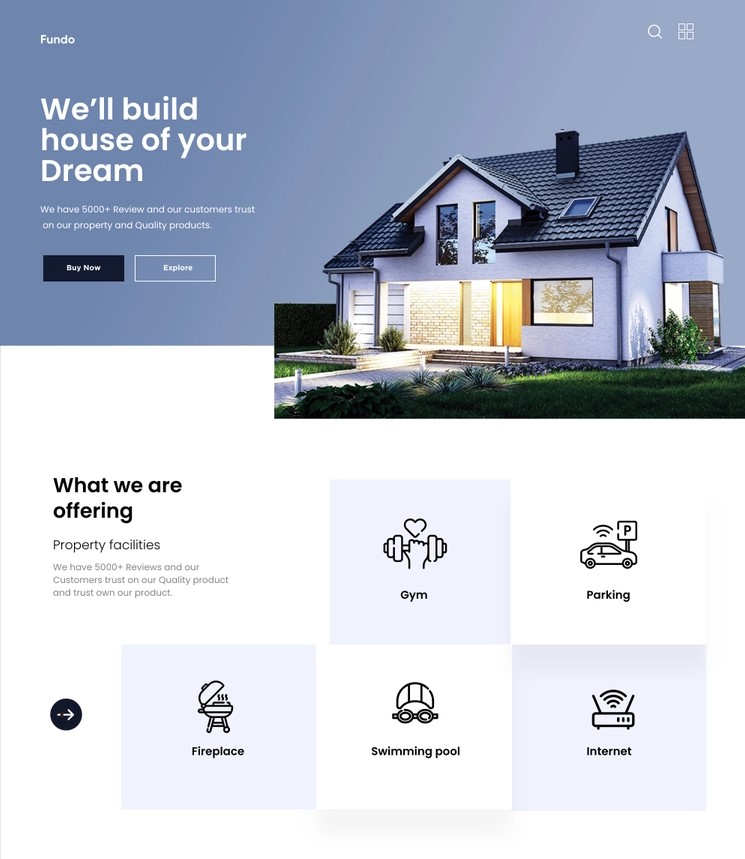 Fundo
We’ll build
house of your
Dream
We have 5000+ Review and our customers trust
on our property and Quality products.
Buy Now
Explore
What we are
offering
Property facilities
We have 5000+ Reviews and our
Customers trust on our Quality product
and trust own our product.
Gym
P
Parking
Fireplace
Swimming pool
Internet